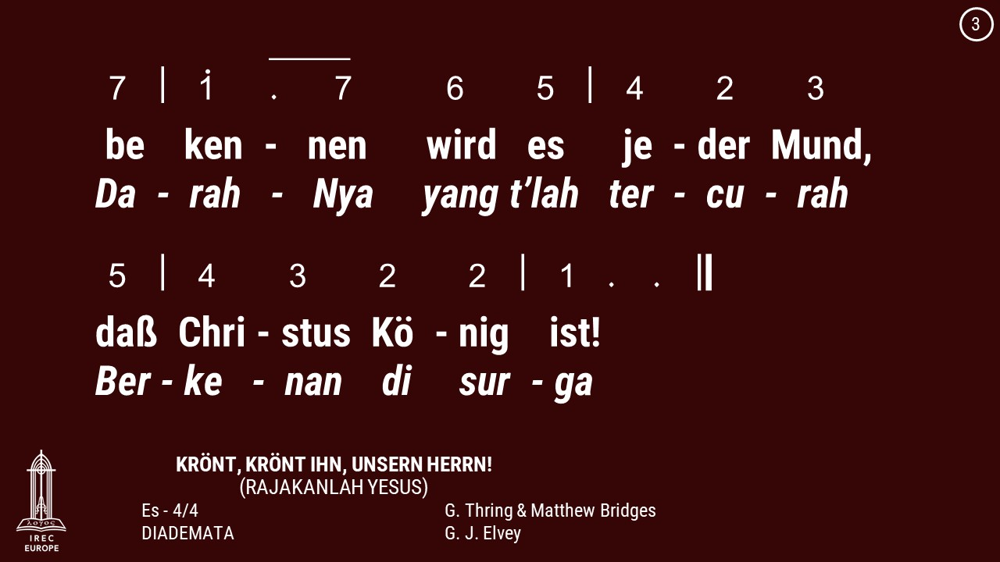 3
7 | 1̇ . 7 6 5 | 4 2 3
be ken - nen wird es je - der Mund,
Da - rah - Nya yang t’lah ter - cu - rah
5 | 4 3 2 2 | 1 . . ||
daß Chri - stus Kö - nig ist!
Ber - ke - nan di sur - ga
KRÖNT, KRÖNT IHN, UNSERN HERRN!
(RAJAKANLAH YESUS)
Es - 4/4 G. Thring & Matthew Bridges
DIADEMATA G. J. Elvey
λογος
IREC
EUROPE